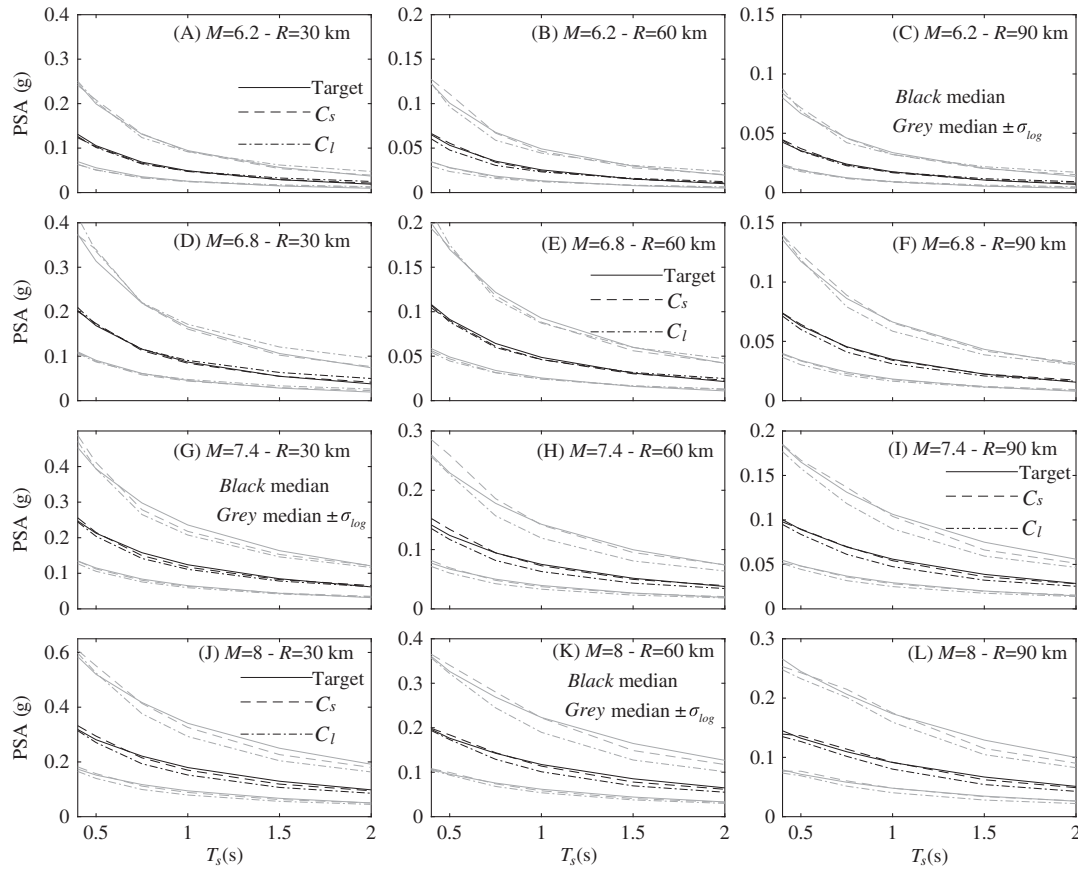 (A) M=6.2 - R=30 km
(B) M=6.2 - R=60 km
(C) M=6.2 - R=90 km
PSA (g)
0.4
0.3
0.2
0.1
0
Target
Cs
Cl
0.2
0.15
0.1
0.05
0
0.15
0.1
0.05
0
Black median
Grey median ±σlog
(D) M=6.8 - R=30 km
(E) M=6.8 - R=60 km
(F) M=6.8 - R=90 km
PSA (g)
0.4
0.3
0.2
0.1
0
0.2
0.15
0.1
0.05
0
Target
Cs
Cl
0.15
0.1
0.05
0
(G) M=7.4 - R=30 km
(H) M=7.4 - R=60 km
(I) M=7.4 - R=90 km
PSA (g)
0.4
0.3
0.2
0.1
0
Black median
Grey median ±σlog
0.3
0.2
0.1
0
0.2
0.15
0.1
0.05
0
Target
Cs
Cl
(J) M=8 - R=30 km
(K) M=8 - R=60 km
(L) M=8 - R=90 km
PSA (g)
0.6
0.4
0.2
0
Target
Cs
Cl
0.4
0.3
0.2
0.1
0
Black median
Grey median ±σlog
0.3
0.2
0.1
0
0.5 1 1.5 2
0.5 1 1.5 2
0.5 1 1.5 2
Ts(s)
Ts(s)
Ts(s)